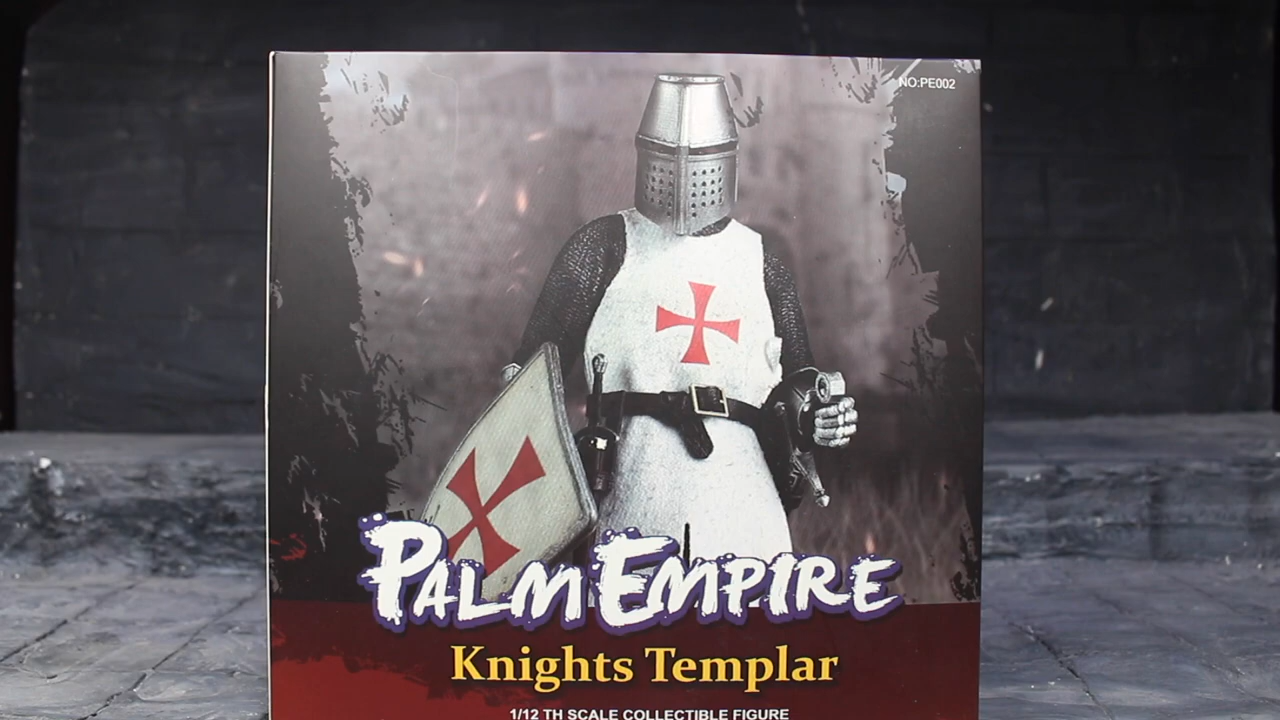 NO:PE002
PALM EMPIRE
Knights Templar
1/12 TH SCALE COLLECTIBLE FIGURE